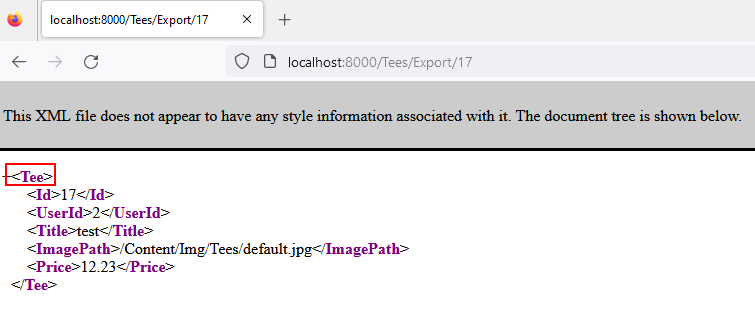 localhost:8000/Tees/Export/17
localhost:8000/Tees/Export/17
This XML file does not appear to have any style information associated with it. The document tree is shown below.
-<Tee>
<Id>17</Id>
<UserId>2</UserId>
<Title>test</Title>
<ImagePath>/Content/Img/Tees/default.jpg</ImagePath>
<Price>12.23</Price>
</Tee>